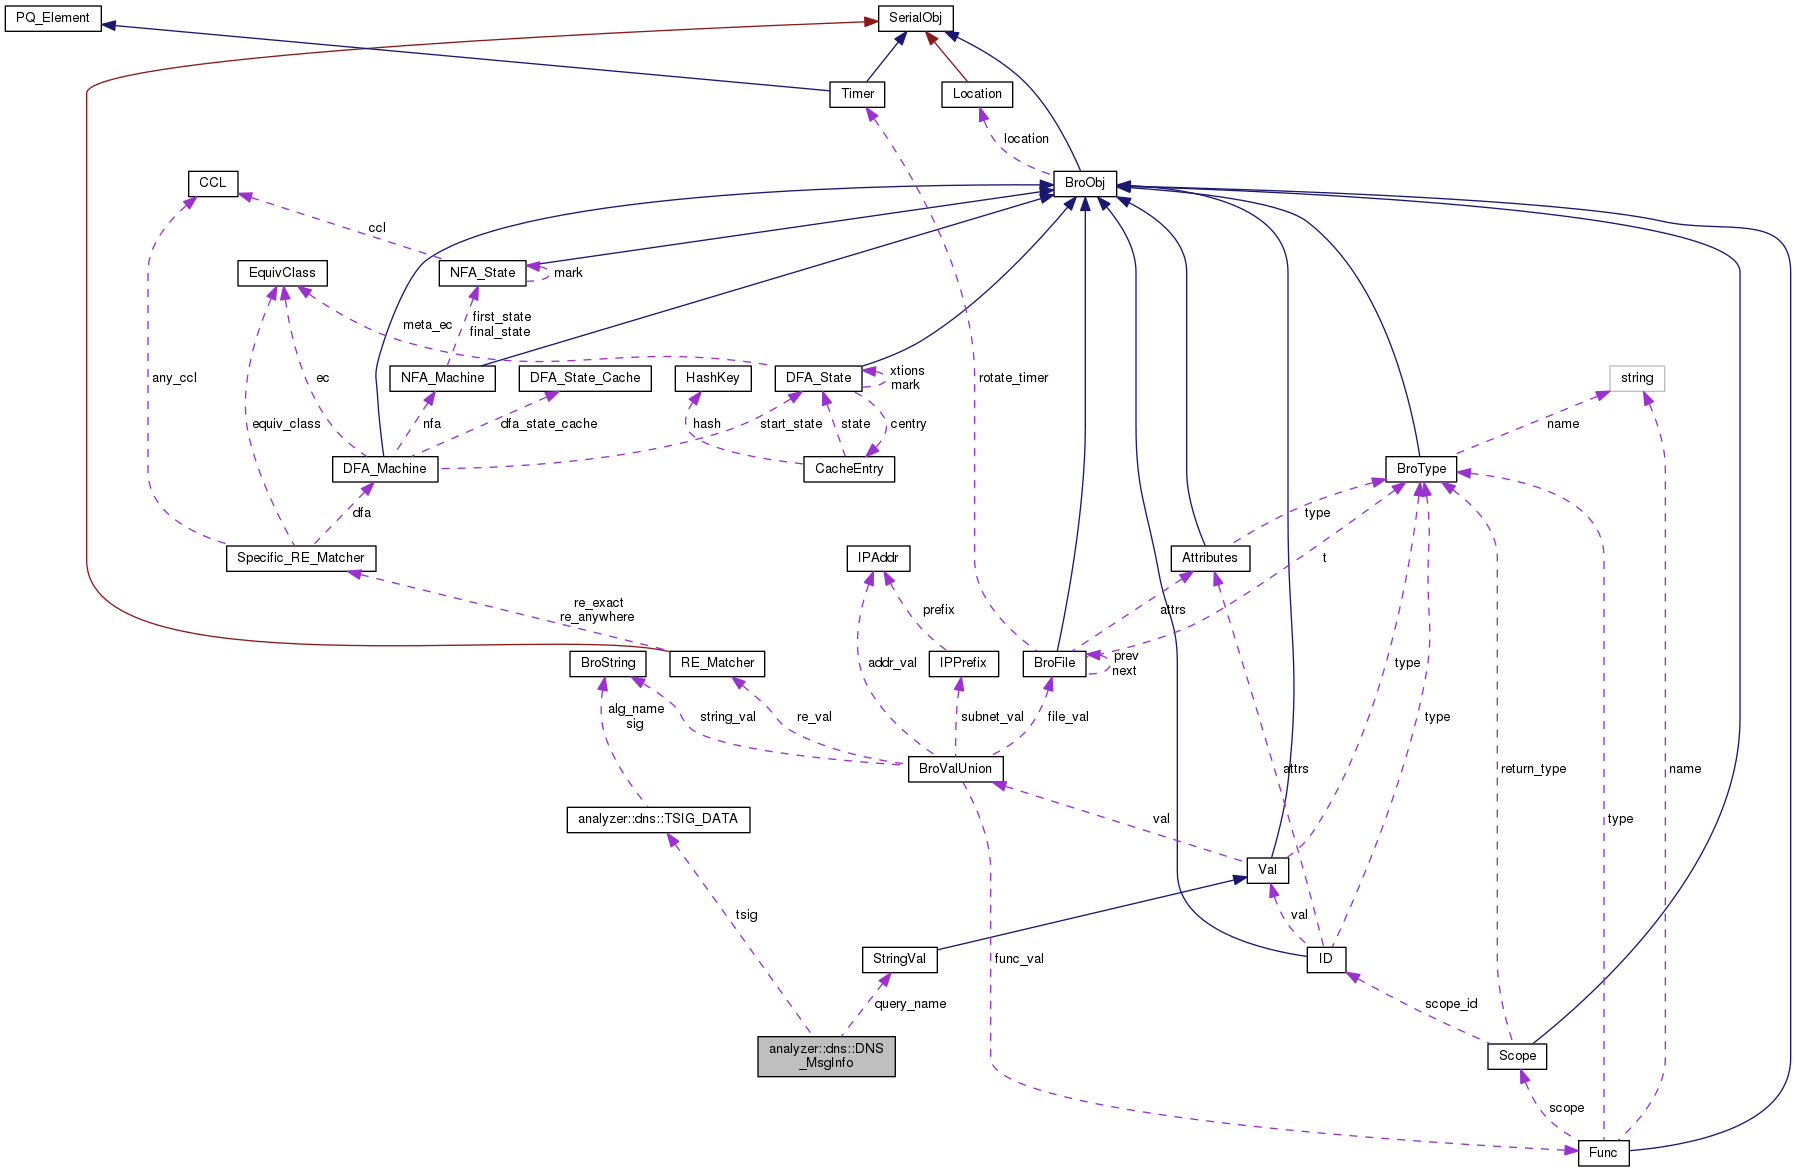 PQ_Element
SerialObj
Timer
Location
location
CCL
BroObj
ccl
EquivClass
NFA_State
mark
meta_ec
first_state
final_state
any_ccl
ec
NFA_Machine
DFA_State_Cache
HashKey
DFA_State
xtions
mark
rotate_timer
string
equiv_class
nfa
dfa_state_cache
hash
start_state
state
centry
name
DFA_Machine
CacheEntry
BroType
dfa
type
Specific_RE_Matcher
IPAddr
Attributes
t
re_exact
re_anywhere
prefix
attrs
BroString
RE_Matcher
addr_val
IPPrefix
BroFile
prev
next
type
alg_name
sig
string_val
re_val
subnet_val
file_val
type
BroValUnion
attrs
return_type
name
analyzer::dns::TSIG_DATA
val
type
Val
tsig
val
StringVal
func_val
ID
query_name
scope_id
analyzer::dns::DNS
_MsgInfo
Scope
scope
Func